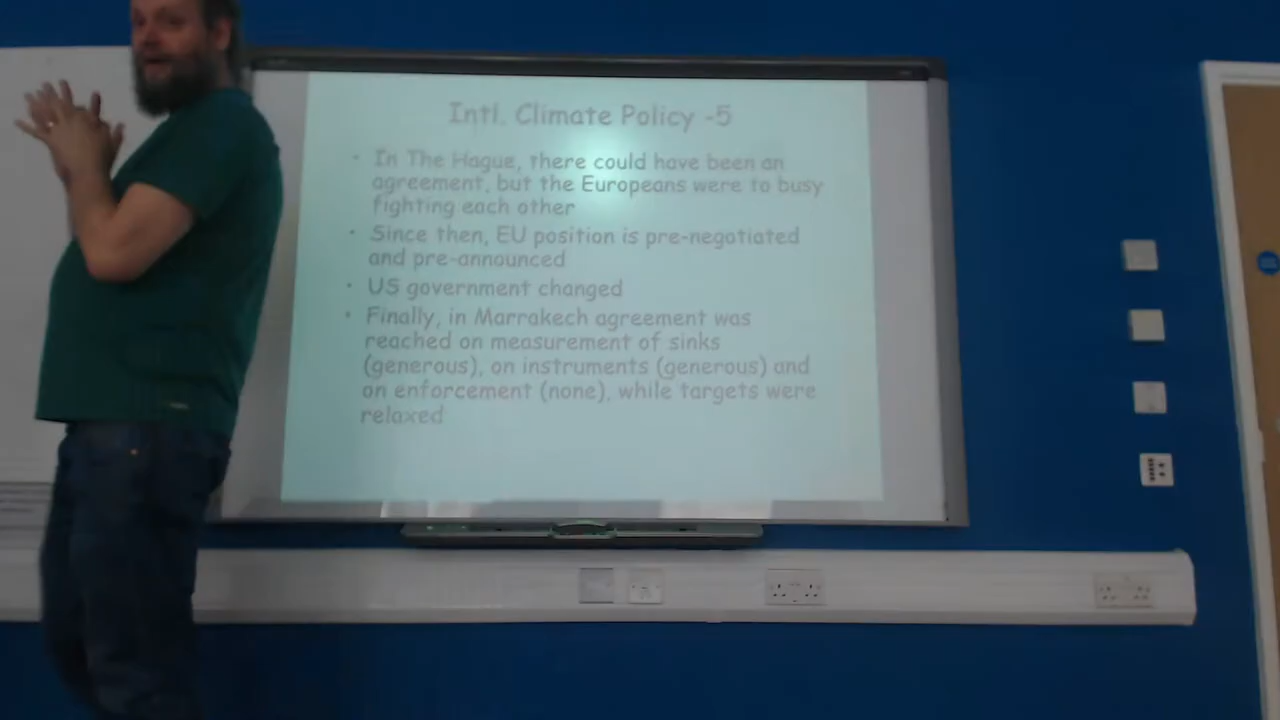 Intl. Climate Policy -5
• In The Hague, there could have been an
agreement, but the Europeans were to busy
fighting each other
• Since then, EU position is pre-negotiated
and pre-announced
• US government changed
• Finally, in Marrakech agreement was
reached on measurement of sinks
(generous), on instruments (generous) and
on enforcement (none), while targets were
relaxed